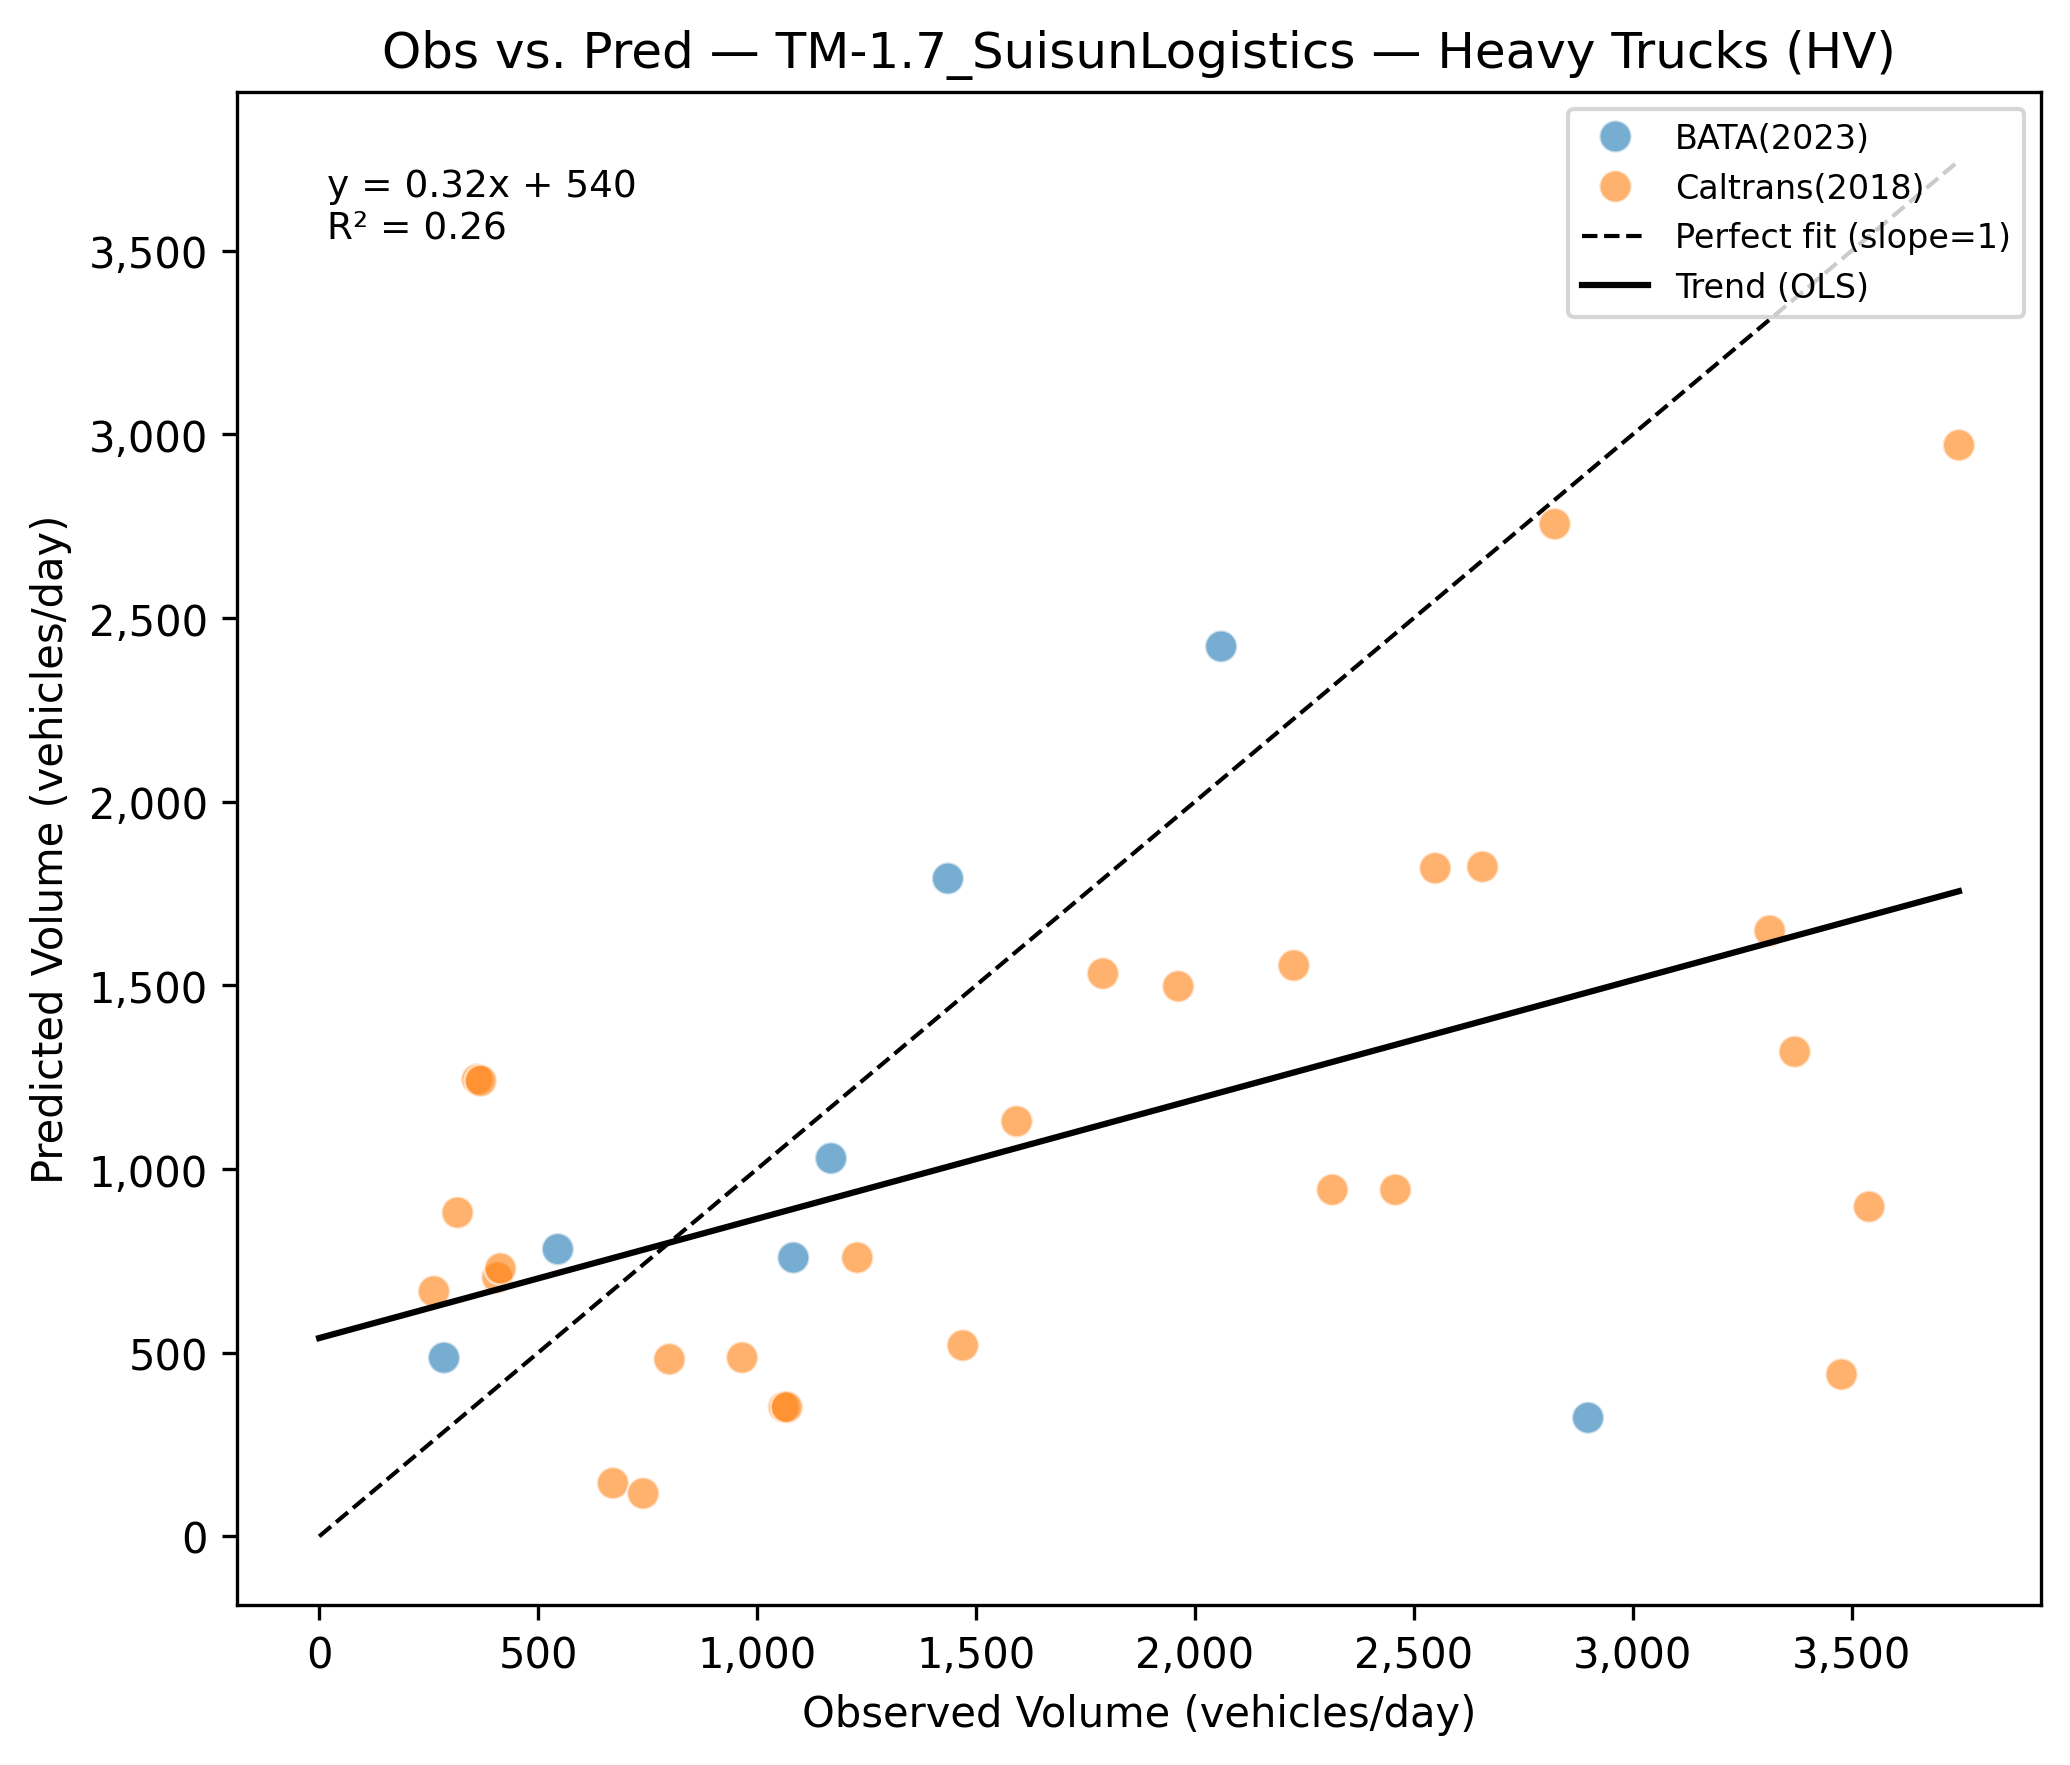 Obs vs. Pred — TM-1.7_SuisunLogistics — Heavy Trucks (HV)
y = 0.32x + 540
R² = 0.26
BATA(2023)
Caltrans(2018)
Perfect fit (slope=1)
Trend (OLS)
Predicted Volume (vehicles/day)
3,500
3,000
2,500
2,000
1,500
1,000
500
0
0
500
1,000
1,500
2,000
2,500
3,000
3,500
Observed Volume (vehicles/day)